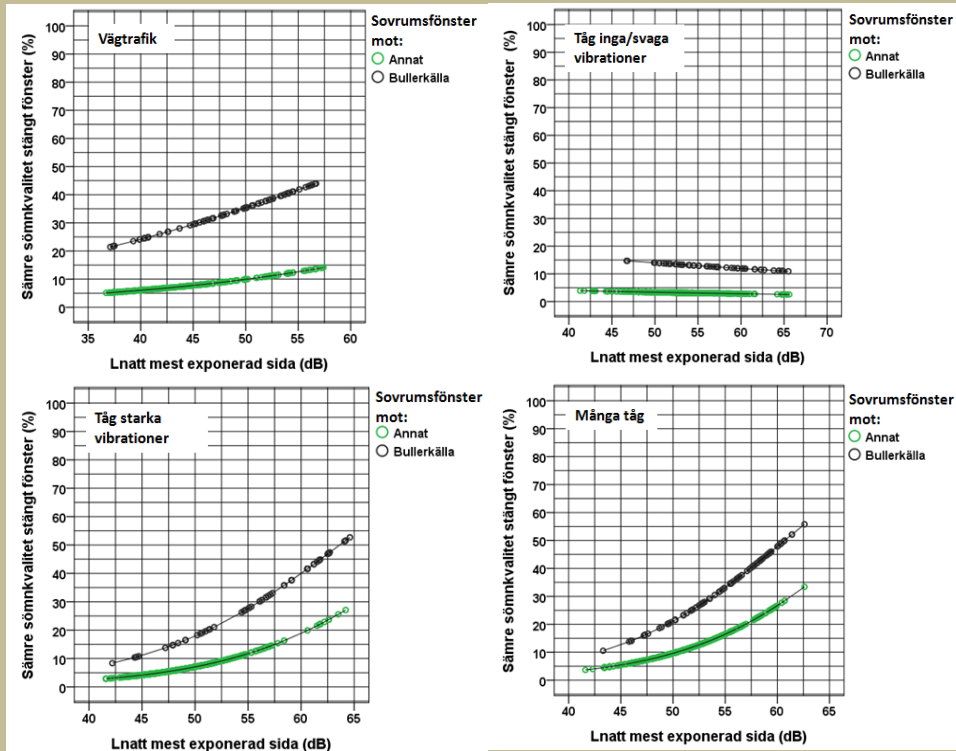 Sämre sömnkvalitet stängt fönster (%)
100
90
80
70
60
50
40
30
20
10
0
Vägtrafik
Sovrumsfönster
mot:
Annat
Bullerkälla
35 40 45 50 55 60
Lnatt mest exponerad sida (dB)
Sämre sömnkvalitet stängt fönster (%)
100
90
80
70
60
50
40
30
20
10
0
Tåg inga/svaga
vibrationer
Sovrumsfönster
mot:
Annat
Bullerkälla
40 45 50 55 60 65 70
Lnatt mest exponerad sida (dB)
Sämre sömnkvalitet stängt fönster (%)
100
90
80
70
60
50
40
30
20
10
0
Tåg starka
vibrationer
Sovrumsfönster
mot:
Annat
Bullerkälla
40 45 50 55 60 65
Lnatt mest exponerad sida (dB)
Sämre sömnkvalitet stängt fönster (%)
100
90
80
70
60
50
40
30
20
10
0
Många tåg
Sovrumsfönster
mot:
Annat
Bullerkälla
40 45 50 55 60 65
Lnatt mest exponerad sida (dB)